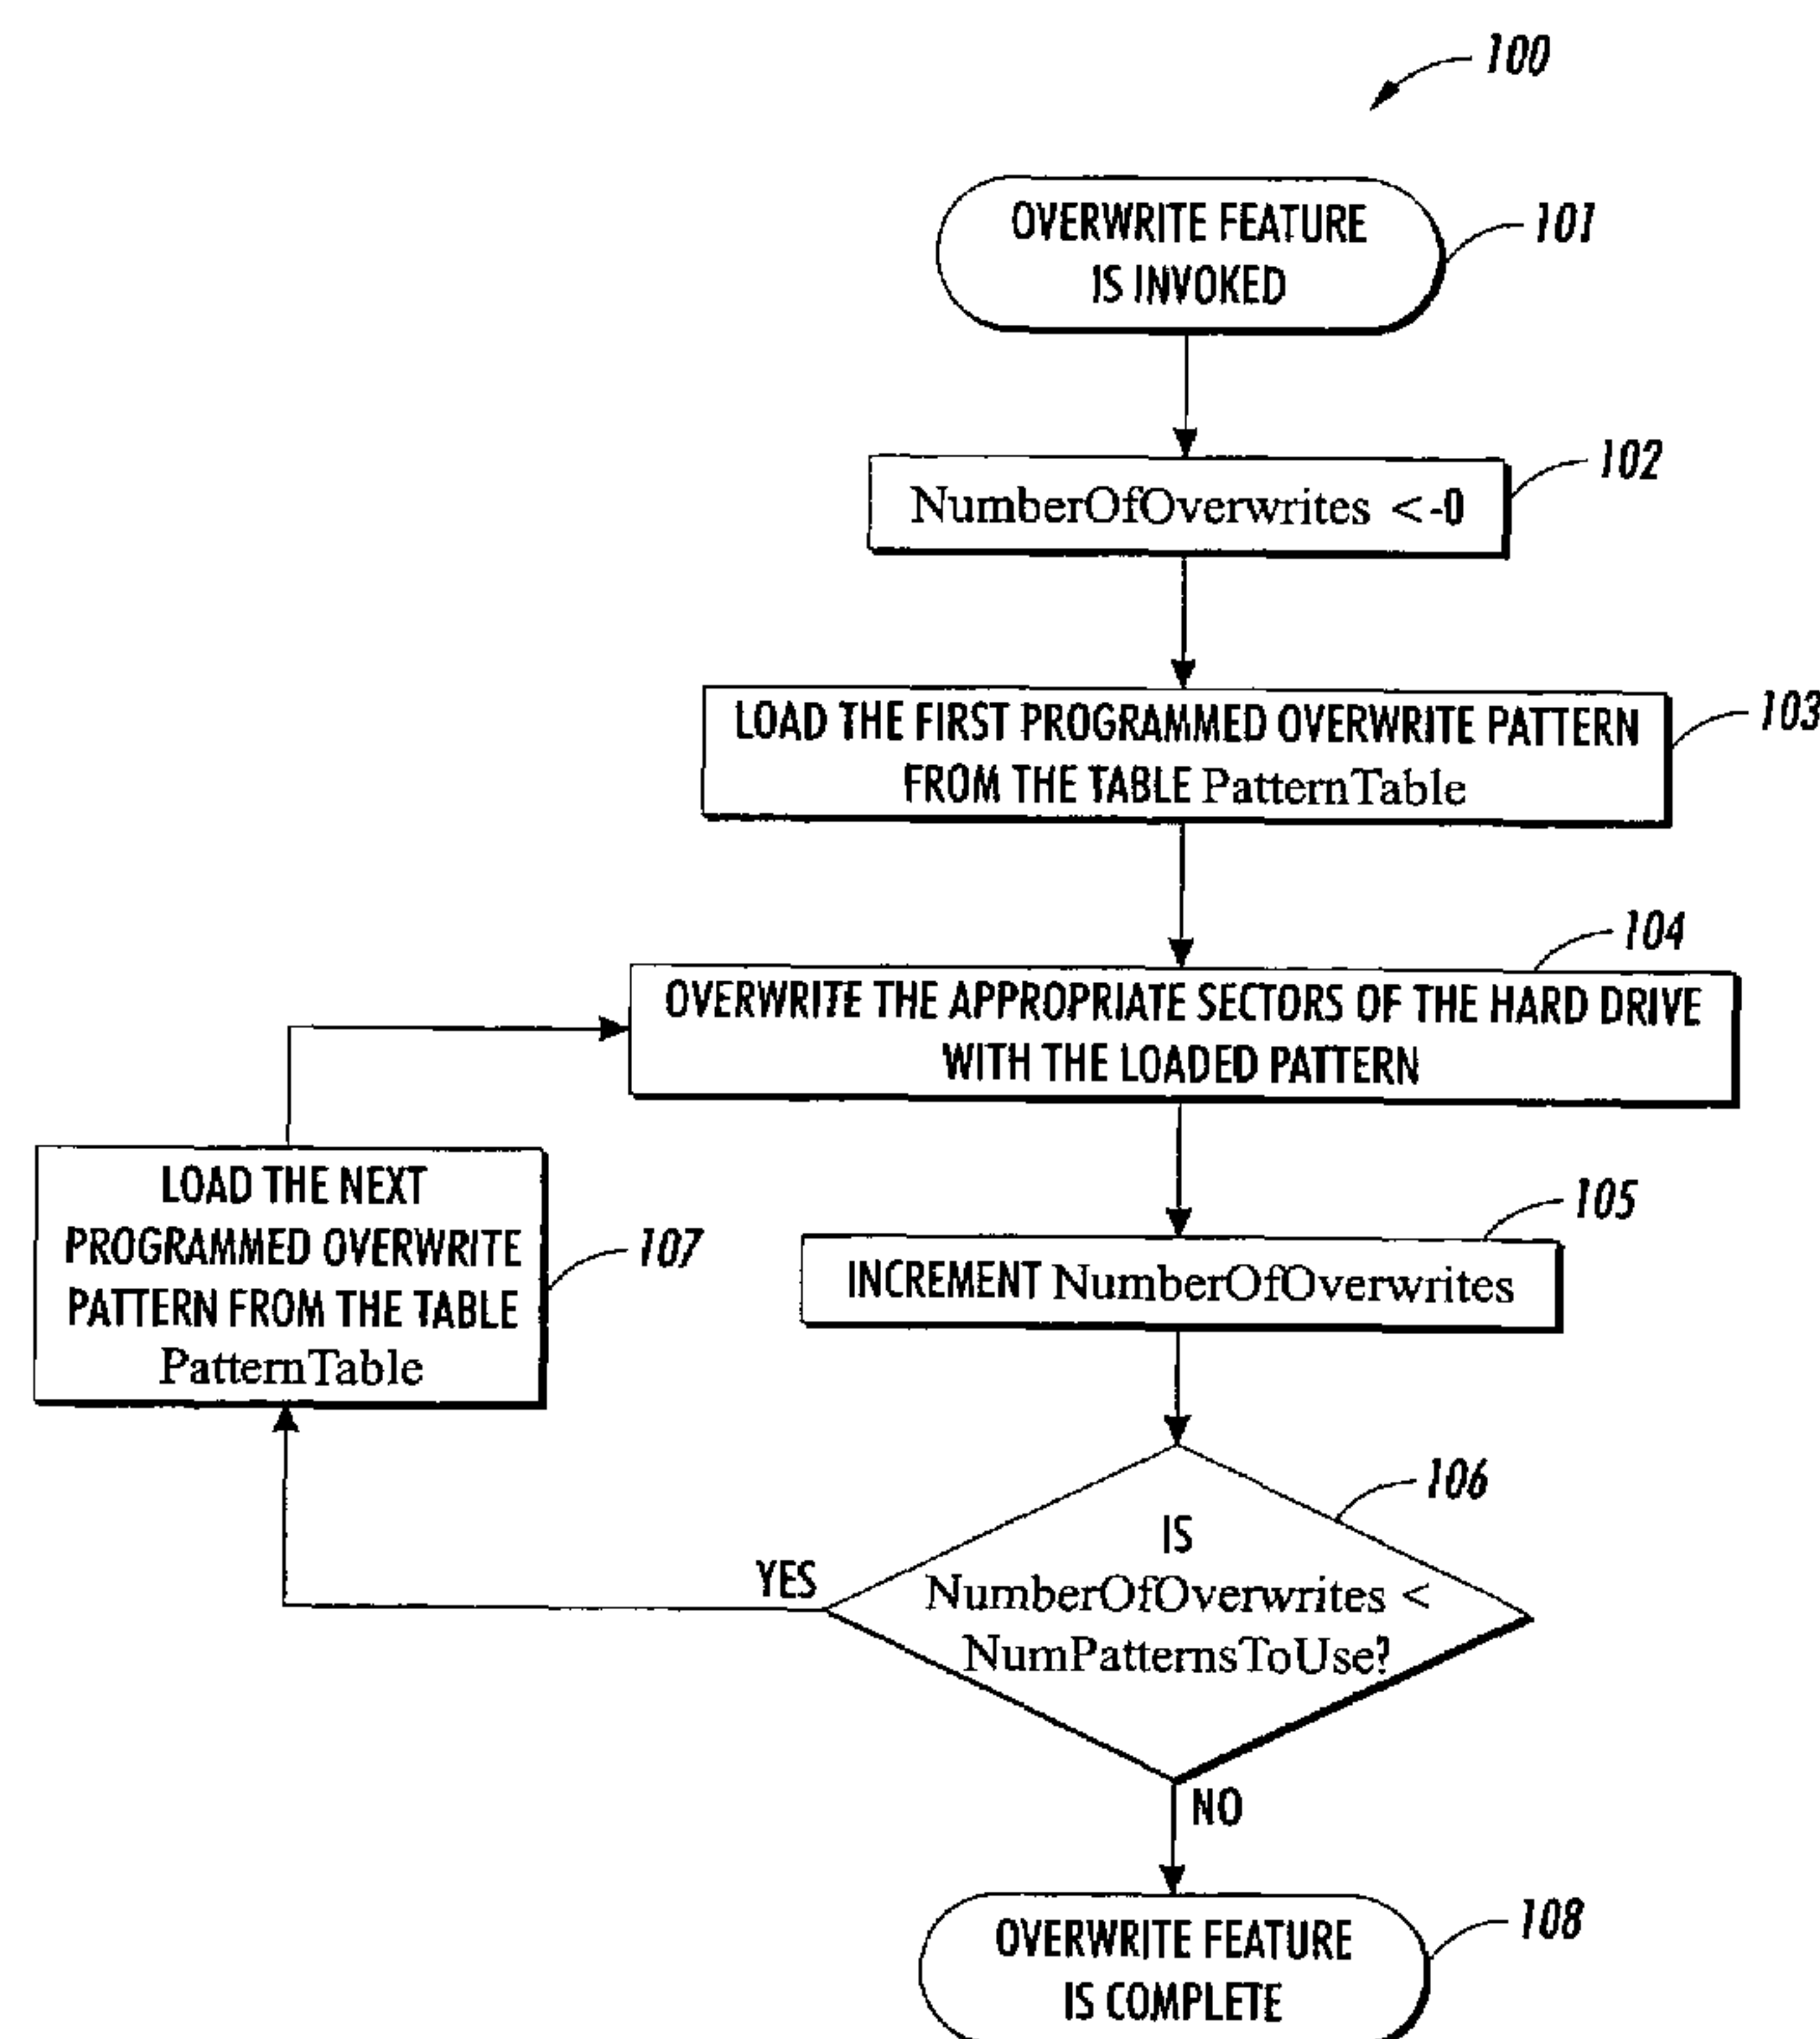 100
OVERWRITE FEATURE
IS INVOKED
101
NumberOfOverwrites <-0
102
LOAD THE FIRST PROGRAMMED OVERWRITE PATTERN
FROM THE TABLE PatternTable
103
OVERWRITE THE APPROPRIATE SECTORS OF THE HARD DRIVE
WITH THE LOADED PATTERN
104
LOAD THE NEXT
PROGRAMMED OVERWRITE
PATTERN FROM THE TABLE
PatternTable
107
INCREMENT NumberOfOverwrites
105
IS
NumberOfOverwrites <
NumPatternsToUse?
106
YES
NO
OVERWRITE FEATURE
IS COMPLETE
108